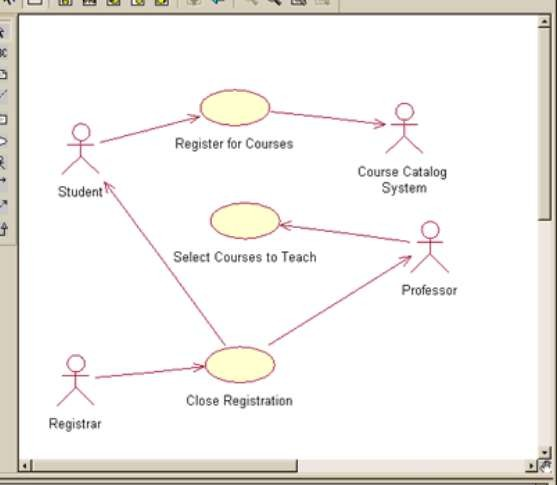 Register for Courses
Student
Course Catalog
System
Select Courses to Teach
Professor
Close Registration
Registrar